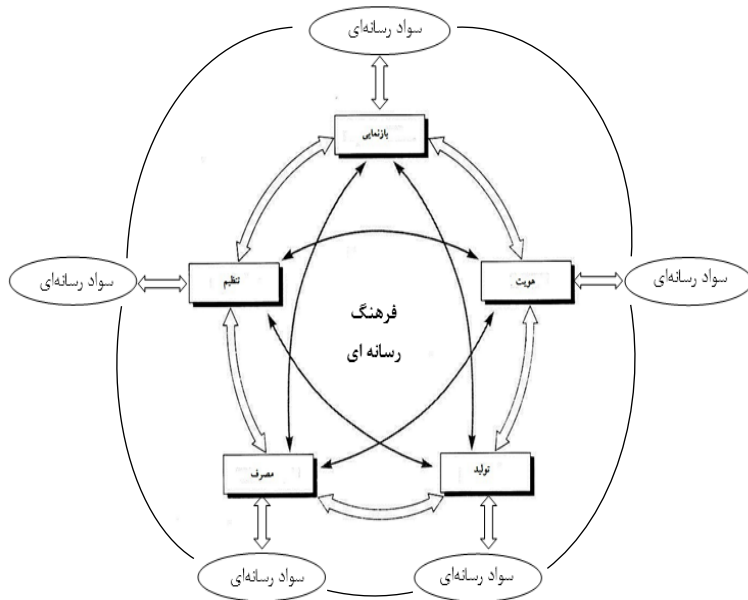 سواد رسانه‌ای
بازنمایی
سواد رسانه‌ای
هویت
تنظیم
سواد رسانه‌ای
فرهنگ
رسانه ای
تولید
مصرف
سواد رسانه‌ای
سواد رسانه‌ای